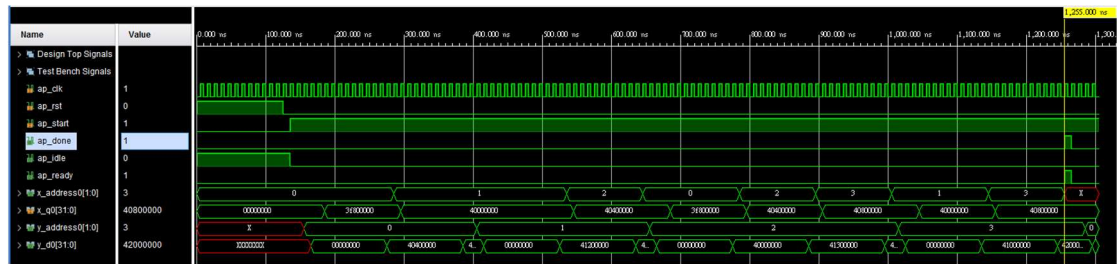 1,255.000 ns
Name Value 0.000 ns 100.000 ns 200.000 ns 300.000 ns 400.000 ns 500.000 ns 600.000 ns 700.000 ns 800.000 ns 900.000 ns 1,000.000 ns 1,100.000 ns 1,200.000 ns 1,300.
Design Top Signals
Test Bench Signals
ap_clk 1
ap_rst 0
ap_start 1
ap_done 1
ap_idle 0
ap_ready 1
x_address0[1:0] 3 0 1 2 0 2 3 1 3 X
x_q0[31:0] 40800000 00000000 3f800000 40000000 40400000 3f800000 40400000 40800000 40000000 40800000
y_address0[1:0] 3 X 0 1 2 3 0
y_d0[31:0] 42000000 XXXXXXXX 00000000 40400000 4... 00000000 41200000 4... 00000000 40000000 41300000 4... 00000000 41000000 42000...